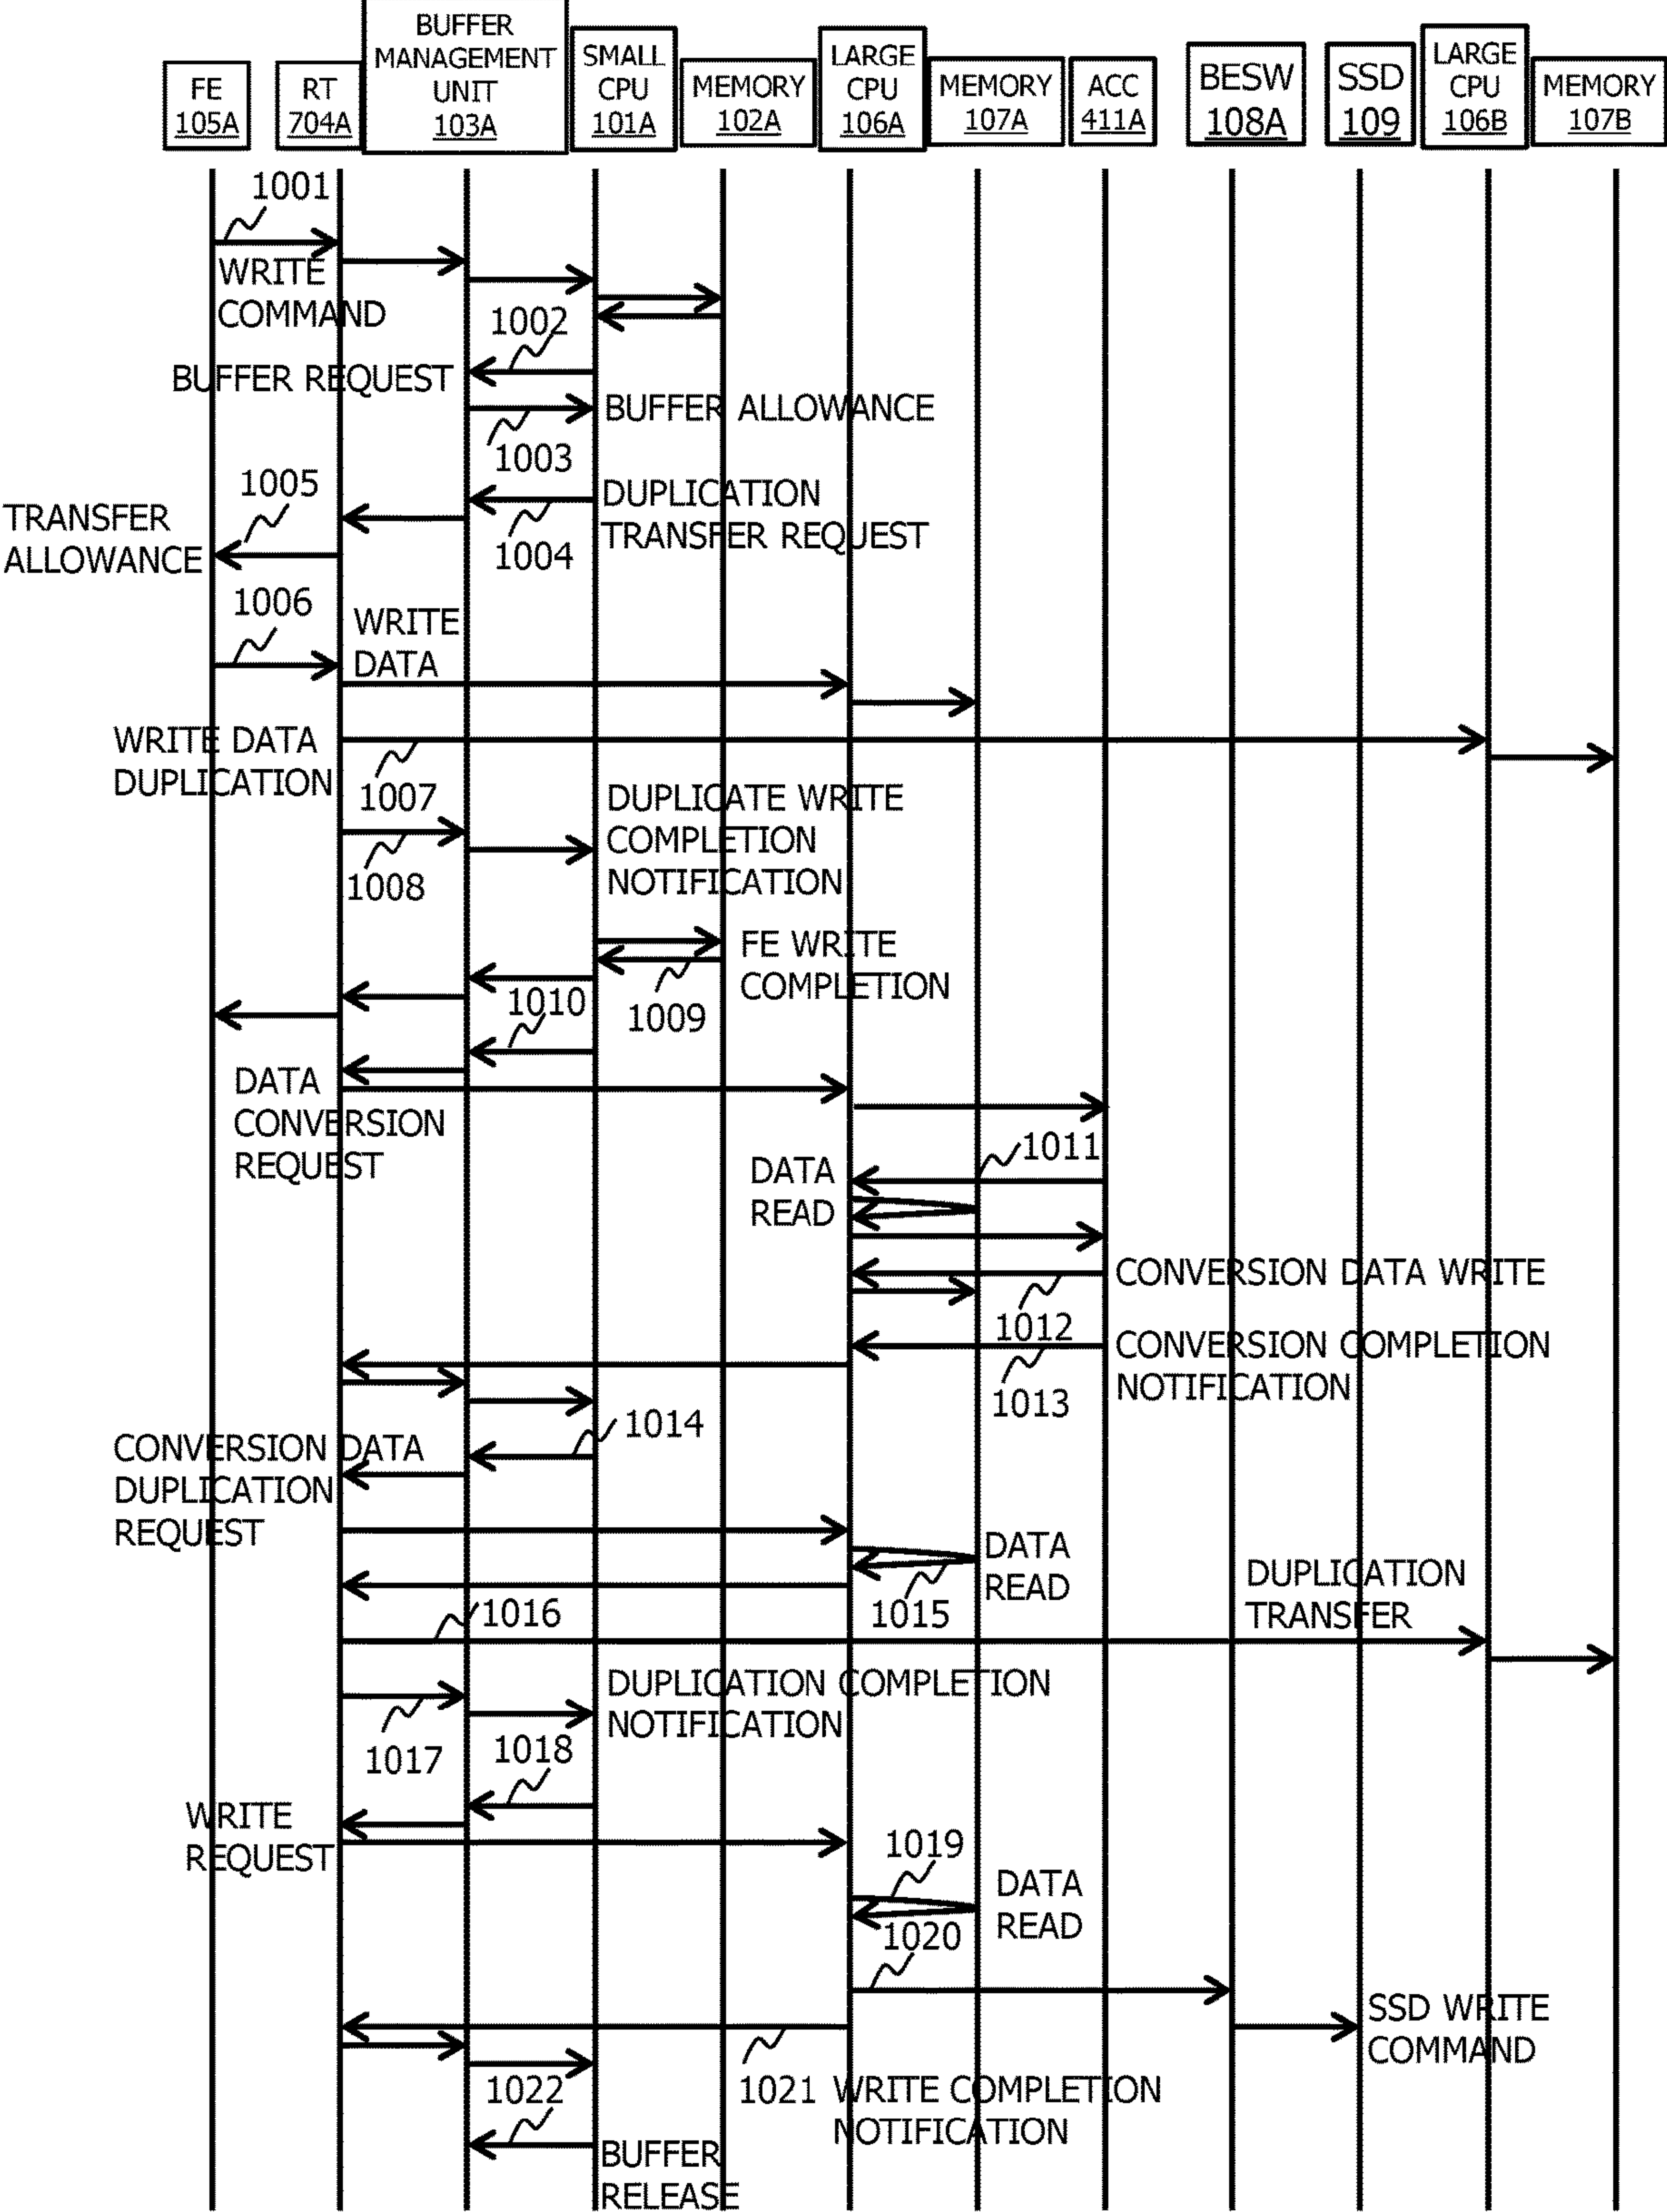 BUFFER
MANAGEMENT
UNIT
103A
FE
105A
RT
704A
SMALL
CPU
101A
MEMORY
102A
LARGE
CPU
106A
MEMORY
107A
ACC
411A
BESW
108A
SSD
109
LARGE
CPU
106B
MEMORY
107B
1001
WRITE
COMMAND
1002
BUFFER REQUEST
BUFFER ALLOWANCE
1003
1005
DUPLICATION
TRANSFER REQUEST
TRANSFER
ALLOWANCE
1004
1006
WRITE
DATA
WRITE DATA
DUPLICATION
1007
DUPLICATE WRITE
COMPLETION
NOTIFICATION
1008
FE WRITE
COMPLETION
1010
1009
DATA
CONVERSION
REQUEST
1011
DATA
READ
CONVERSION DATA WRITE
1012
CONVERSION COMPLETION
NOTIFICATION
1013
1014
CONVERSION DATA
DUPLICATION
REQUEST
DATA
READ
1015
DUPLICATION
TRANSFER
1016
DUPLICATION COMPLETION
NOTIFICATION
1017
1018
WRITE
REQUEST
1019
DATA
READ
1020
SSD WRITE
COMMAND
1022
1021 WRITE COMPLETION
NOTIFICATION
BUFFER
RELEASE